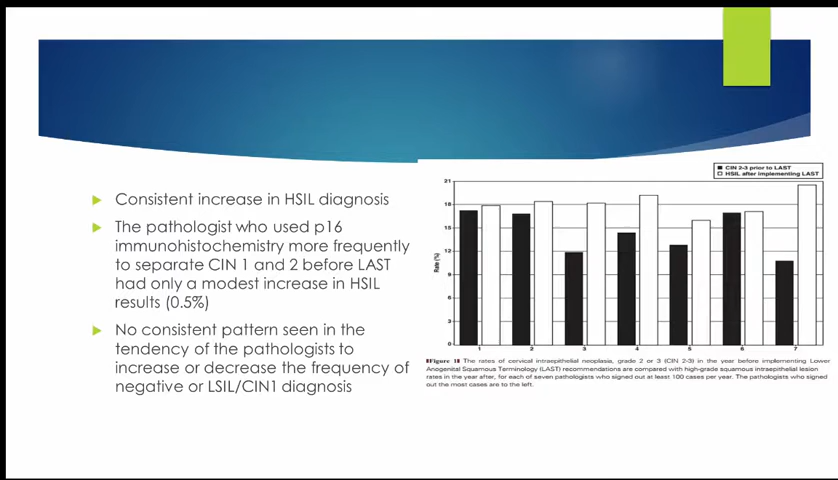 Consistent increase in HSIL diagnosis
The pathologist who used p16
immunohistochemistry more frequently
to separate CIN 1 and 2 before LAST
had only a modest increase in HSIL
results (0.5%)
No consistent pattern seen in the
tendency of the pathologists to
increase or decrease the frequency of
negative or LSIL/CIN1 diagnosis
CIN 2-3 prior to LAST
HSIL after implementing LAST
Rate (%)
21
18
15
12
9
6
3
0
1 2 3 4 5 6 7
Figure 1 The rates of cervical intraepithelial neoplasia, grade 2 or 3 (CIN 2-3) in the year before implementing Lower
Anogenital Squamous Terminology (LAST) recommendations are compared with high-grade squamous intraepithelial lesion
rates in the year after, for each of seven pathologists who signed out at least 100 cases per year. The pathologists who signed
out the most cases are to the left.